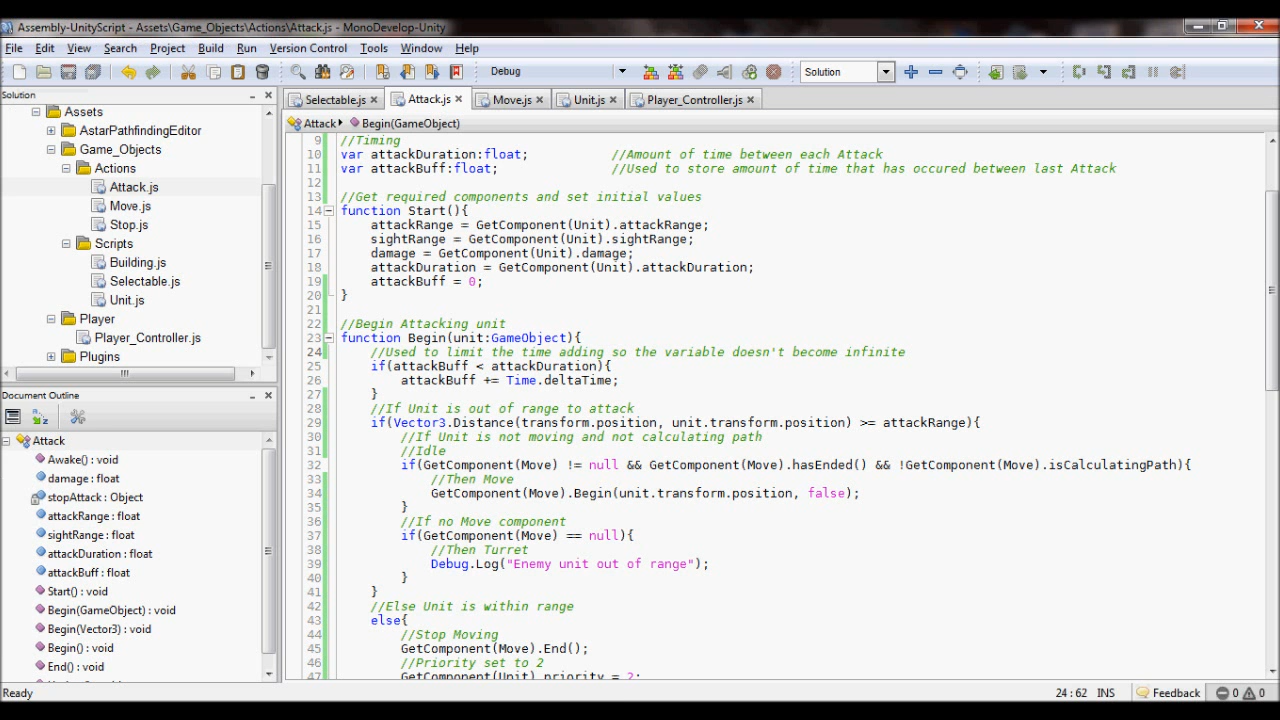 Assembly-UnityScript - Assets\Game_Objects\Actions\Attack.js - MonoDevelop-Unity
File Edit View Search Project Build Run Version Control Tools Window Help
Debug
Solution
Solution
Assets
AstarPathfindingEditor
Game_Objects
Actions
Attack.js
Move.js
Stop.js
Scripts
Building.js
Selectable.js
Unit.js
Player
Player_Controller.js
Plugins
Document Outline
Attack
Awake() : void
damage : float
stopAttack : Object
attackRange : float
sightRange : float
attackDuration : float
attackBuff : float
Start() : void
Begin(GameObject) : void
Begin(Vector3) : void
Begin() : void
End() : void
Selectable.js Attack.js Move.js Unit.js Player_Controller.js
Attack Begin(GameObject)
9 //Timing
10 var attackDuration:float; //Amount of time between each Attack
11 var attackBuff:float; //Used to store amount of time that has occured between last Attack
12
13 //Get required components and set initial values
14 function Start(){
15 attackRange = GetComponent(Unit).attackRange;
16 sightRange = GetComponent(Unit).sightRange;
17 damage = GetComponent(Unit).damage;
18 attackDuration = GetComponent(Unit).attackDuration;
19 attackBuff = 0;
20 }
21
22 //Begin Attacking unit
23 function Begin(unit:GameObject){
24 //Used to limit the time adding so the variable doesn't become infinite
25 if(attackBuff < attackDuration){
26 attackBuff += Time.deltaTime;
27 }
28 //If Unit is out of range to attack
29 if(Vector3.Distance(transform.position, unit.transform.position) >= attackRange){
30 //If Unit is not moving and not calculating path
31 //Idle
32 if(GetComponent(Move) != null && GetComponent(Move).hasEnded() && !GetComponent(Move).isCalculatingPath){
33 //Then Move
34 GetComponent(Move).Begin(unit.transform.position, false);
35 }
36 //If no Move component
37 if(GetComponent(Move) == null){
38 //Then Turret
39 Debug.Log("Enemy unit out of range");
40 }
41 }
42 //Else Unit is within range
43 else{
44 //Stop Moving
45 GetComponent(Move).End();
46 //Priority set to 2
47 GetComponent(Unit).priority = 2;
Ready 24 : 62 INS Feedback 0 0